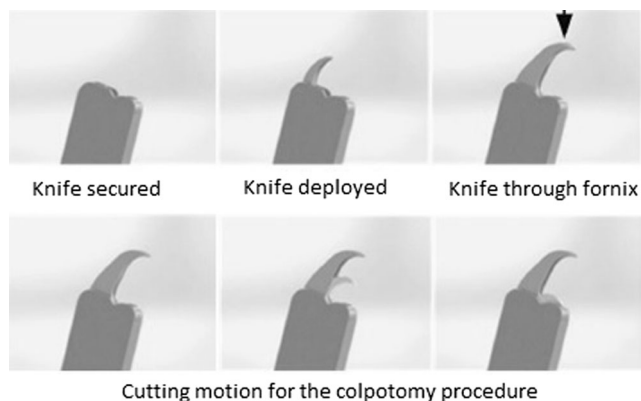 Knife secured
Knife deployed
Knife through fornix
Cutting motion for the colpotomy procedure